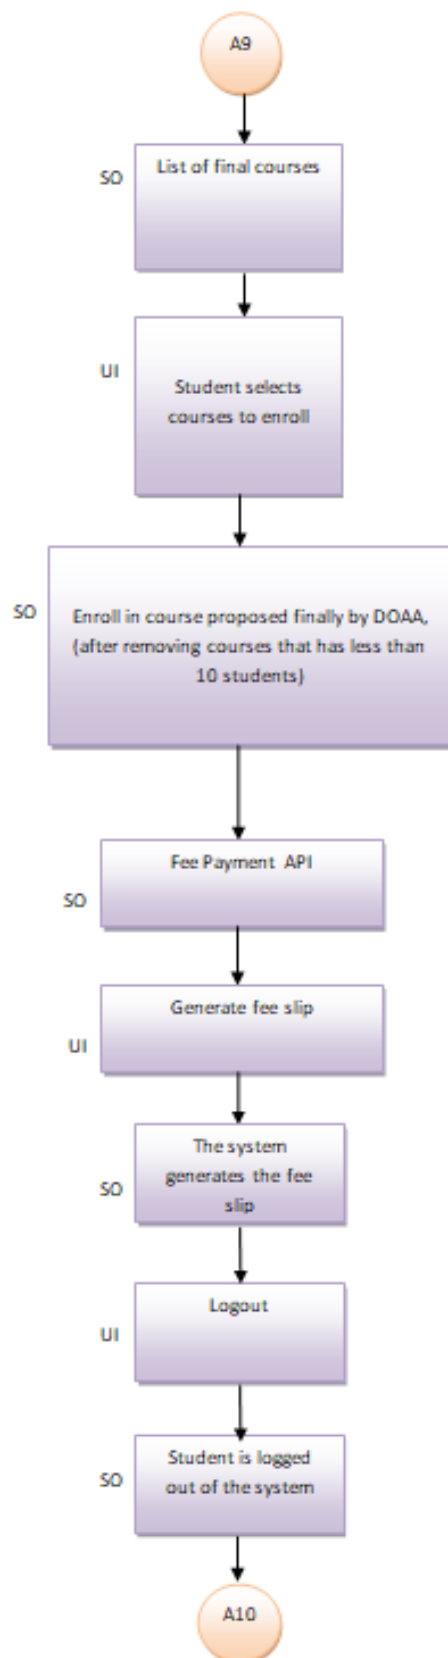 A9
SO
List of final courses
UI
Student selects
courses to enroll
SO
Enroll in course proposed finally by DOAA,
(after removing courses that has less than
10 students)
Fee Payment API
SO
Generate fee slip
UI
The system
generates the fee
slip
SO
Logout
UI
Student is logged
out of the system
SO
A10